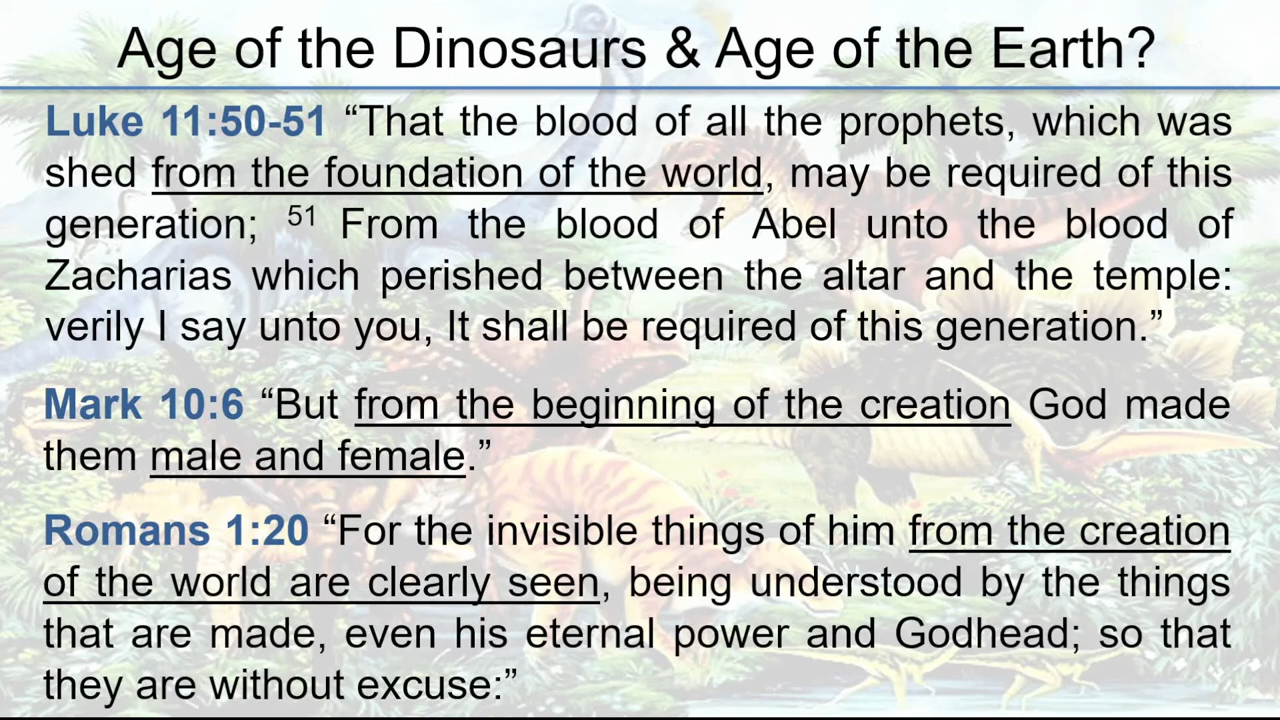 Age of the Dinosaurs & Age of the Earth?
Luke 11:50-51 “That the blood of all the prophets, which was
shed from the foundation of the world, may be required of this
generation; 51 From the blood of Abel unto the blood of
Zacharias which perished between the altar and the temple:
verily I say unto you, It shall be required of this generation.”
Mark 10:6 “But from the beginning of the creation God made
them male and female.”
Romans 1:20 “For the invisible things of him from the creation
of the world are clearly seen, being understood by the things
that are made, even his eternal power and Godhead; so that
they are without excuse:”